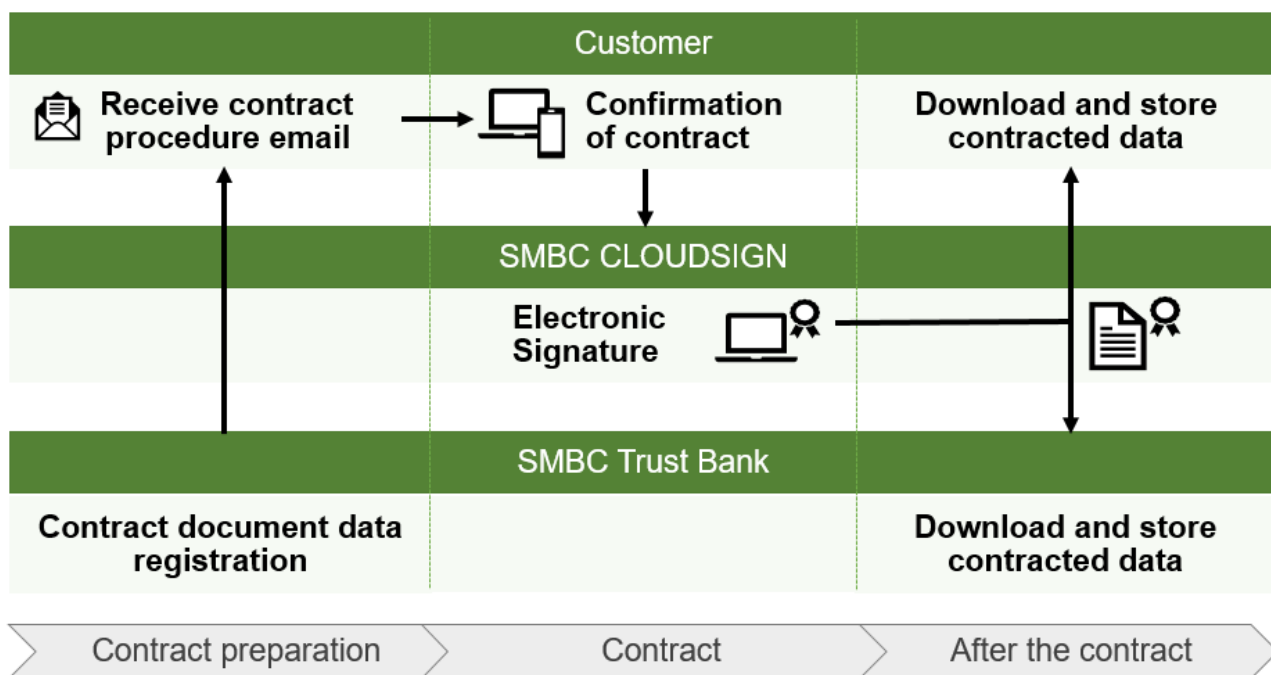 Customer
Receive contract
procedure email
Confirmation
of contract
Download and store
contracted data
SMBC CLOUDSIGN
Electronic
Signature
SMBC Trust Bank
Contract document data
registration
Download and store
contracted data
Contract preparation
Contract
After the contract